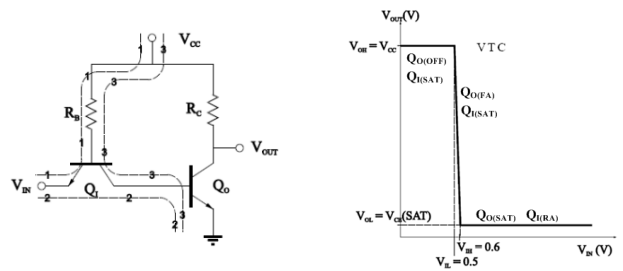 V_CC
1
3
1
3
R_B
R_C
1
3
V_OUT
1
3
V_IN
Q_I
Q_O
2
2
3
2
V_OUT(V)
V_OH = V_CC
VTC
Q_O(OFF)
Q_I(SAT)
Q_O(FA)
Q_I(SAT)
V_OL = V_CE(SAT)
Q_O(SAT) Q_I(RA)
V_IH = 0.6
V_IN (V)
V_IL = 0.5